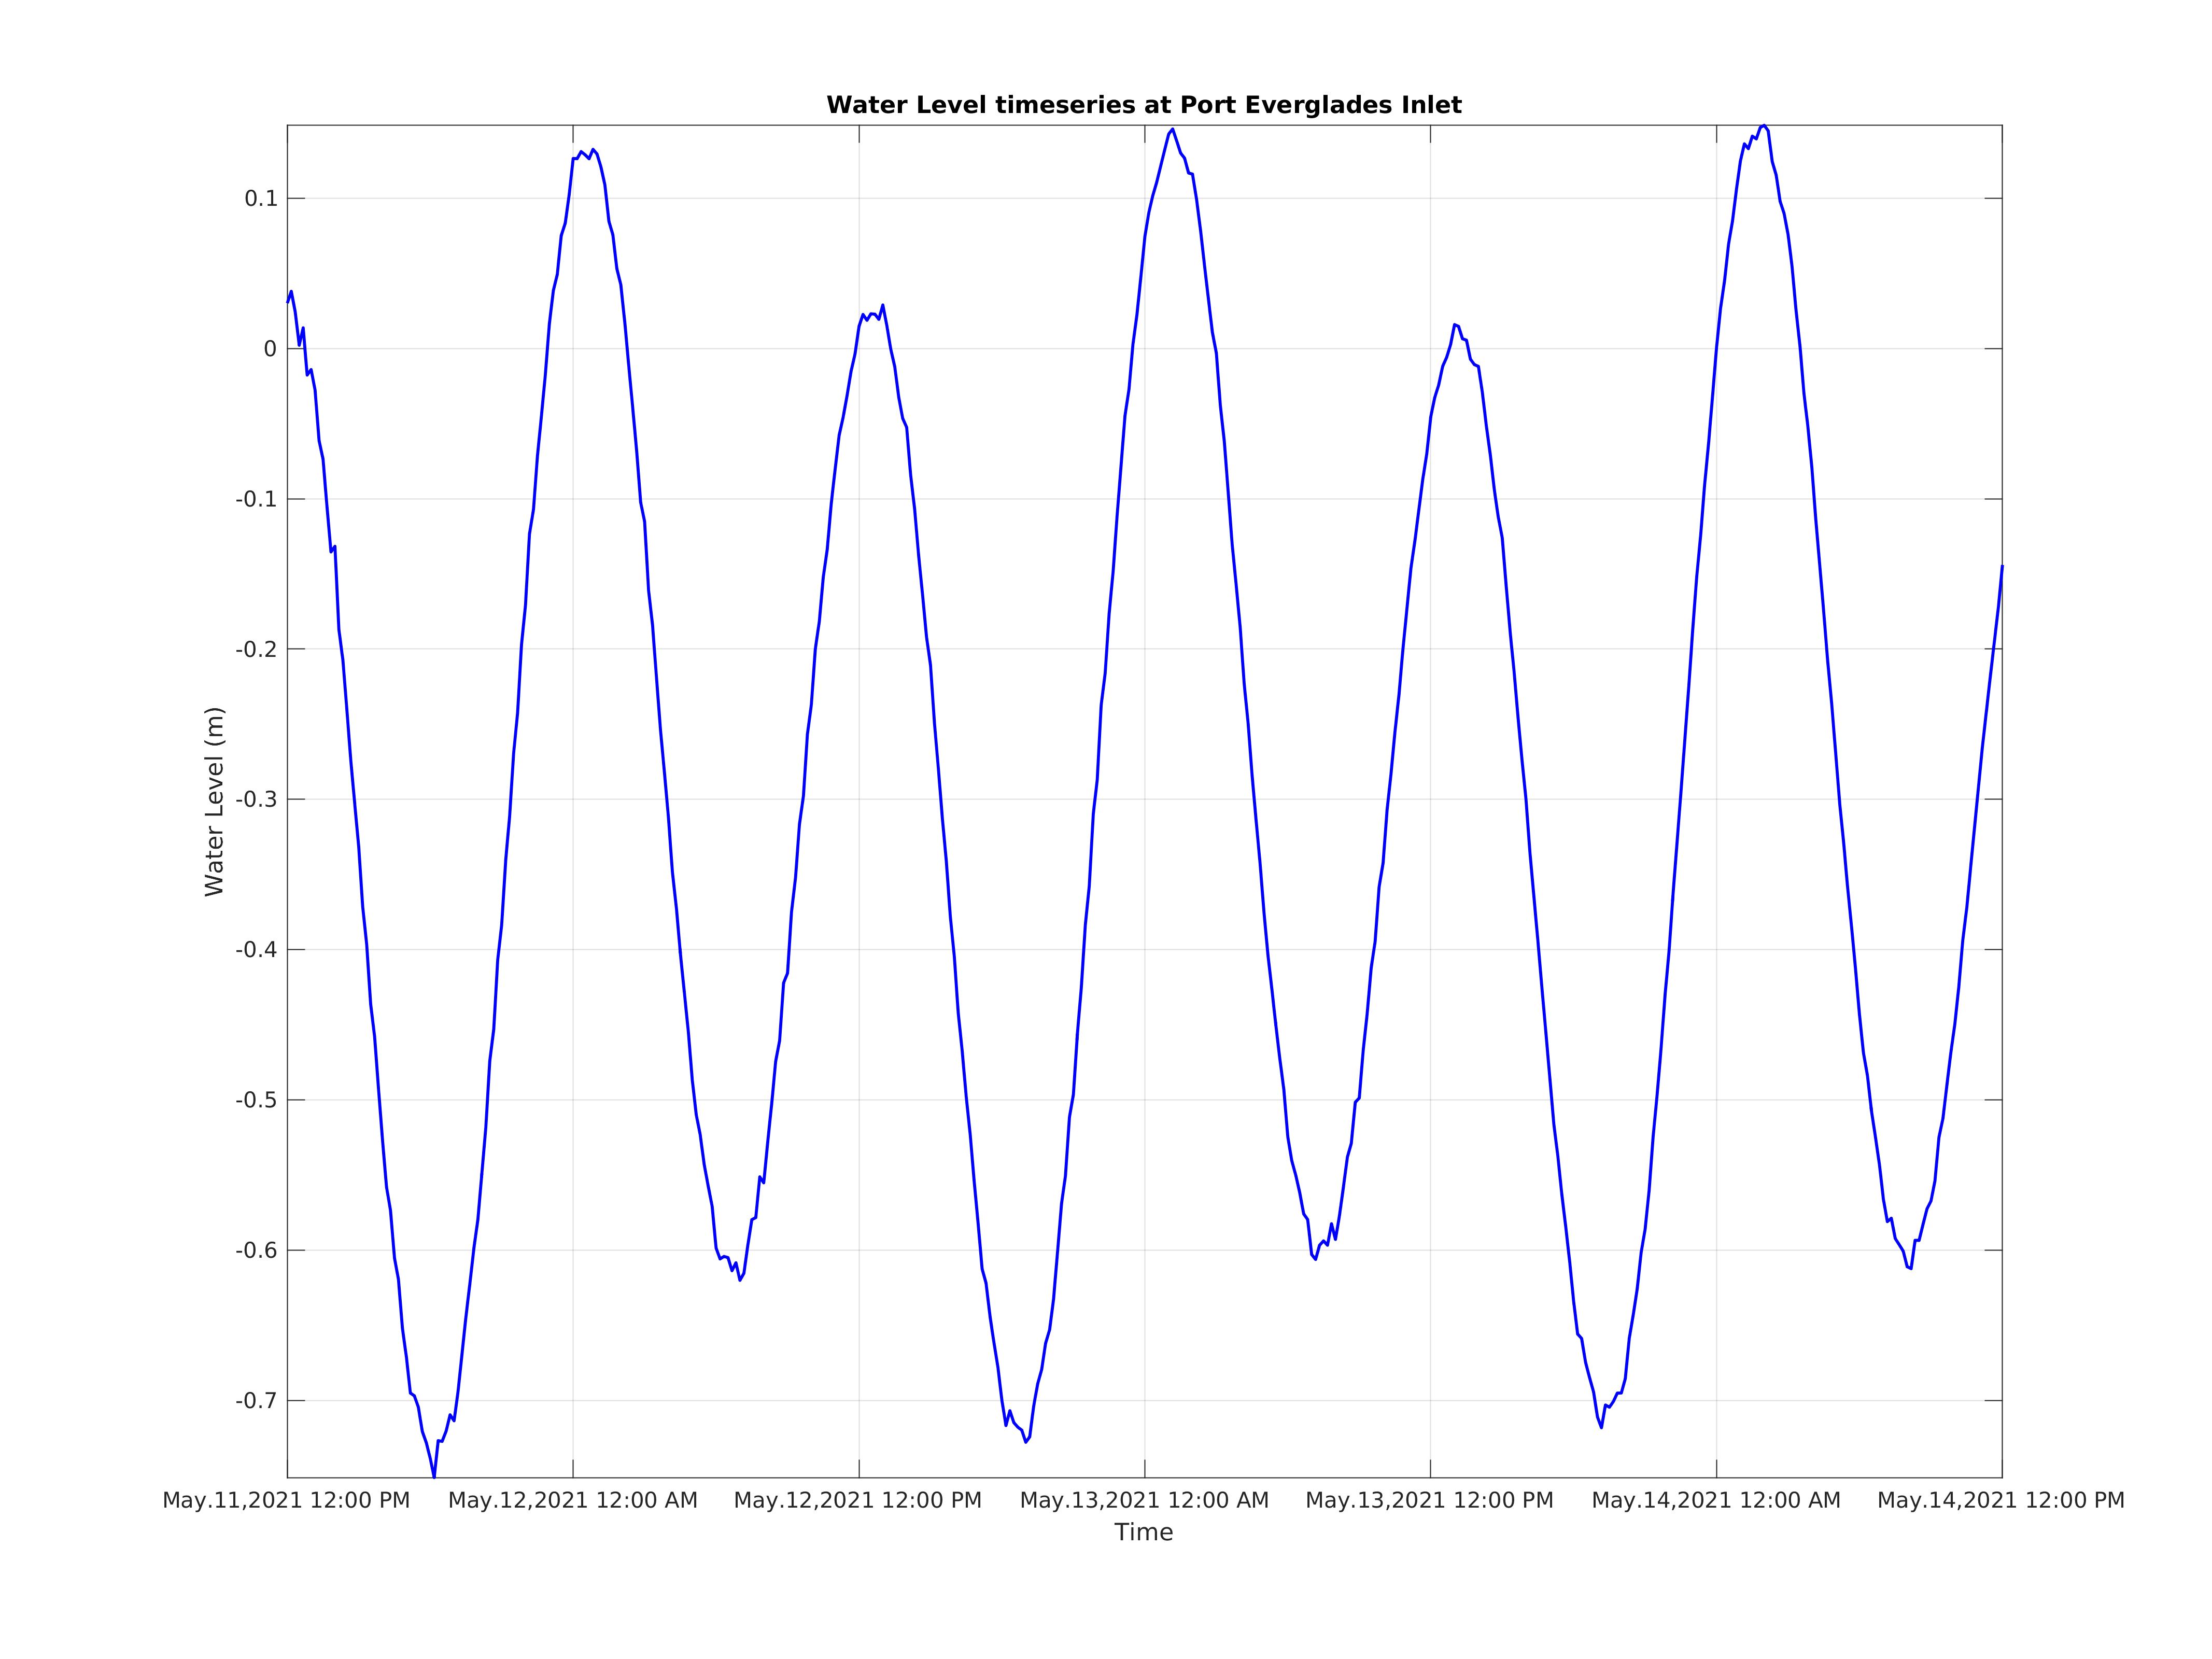 Water Level timeseries at Port Everglades Inlet
0.1
0
-0.1
-0.2
-0.3
-0.4
-0.5
-0.6
-0.7
Water Level (m)
May.11,2021 12:00 PM May.12,2021 12:00 AM May.12,2021 12:00 PM May.13,2021 12:00 AM May.13,2021 12:00 PM May.14,2021 12:00 AM May.14,2021 12:00 PM
Time